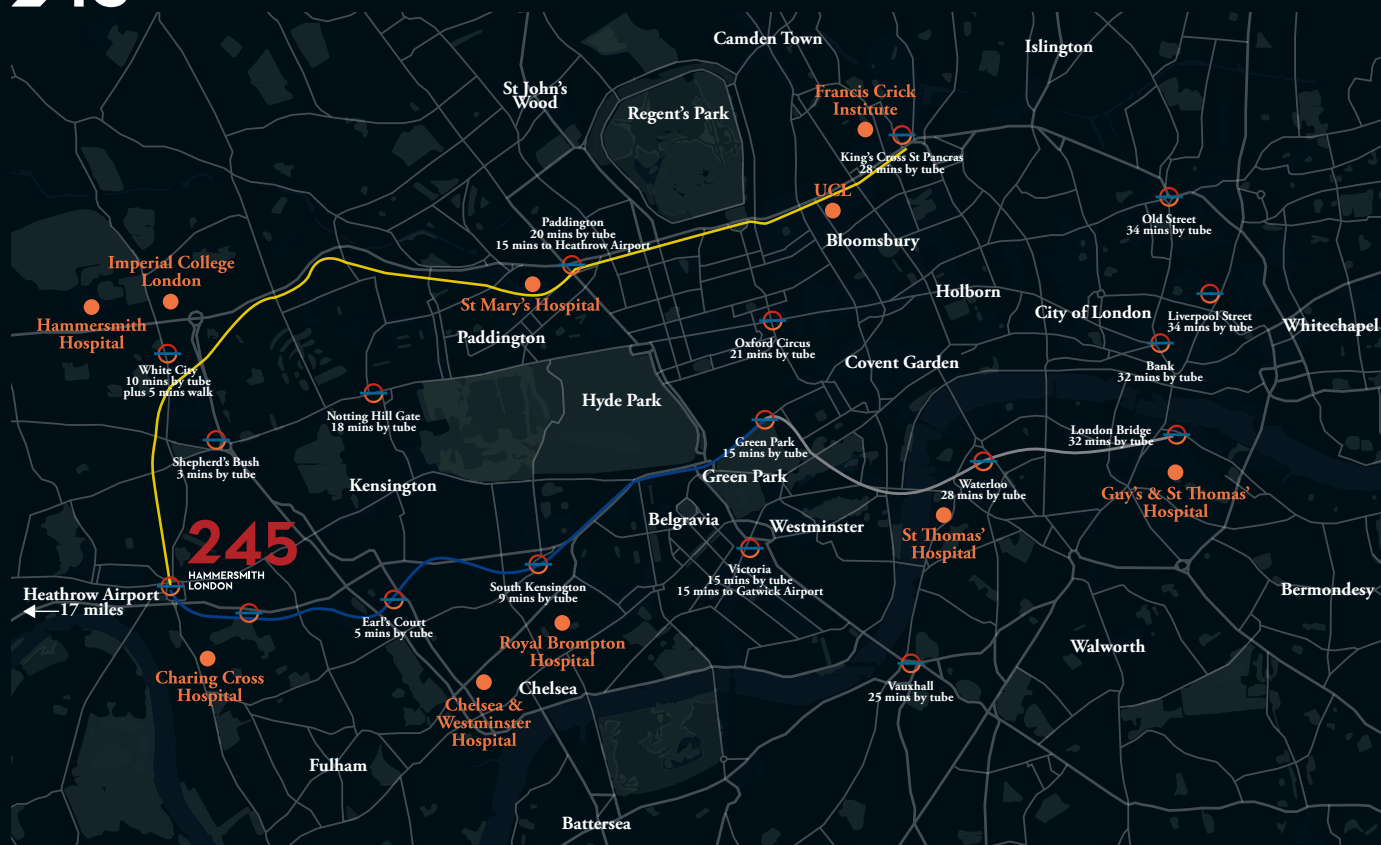 Camden Town
Islington
St John's
Wood
Regent's Park
Francis Crick
Institute
King's Cross St Pancras
28 mins by tube
UCL
Old Street
34 mins by tube
Paddington
20 mins by tube
15 mins to Heathrow Airport
Bloomsbury
Imperial College
London
Hammersmith
Hospital
St Mary's Hospital
Holborn
City of London
Liverpool Street
34 mins by tube
Whitechapel
Paddington
Oxford Circus
21 mins by tube
Covent Garden
Bank
32 mins by tube
White City
10 mins by tube
plus 5 mins walk
Notting Hill Gate
18 mins by tube
Hyde Park
Green Park
15 mins by tube
London Bridge
32 mins by tube
Shepherd's Bush
3 mins by tube
Kensington
Green Park
Waterloo
28 mins by tube
Guy's & St Thomas'
Hospital
Belgravia
Westminster
St Thomas'
Hospital
245
HAMMERSMITH
LONDON
Victoria
15 mins by tube
15 mins to Gatwick Airport
South Kensington
9 mins by tube
Heathrow Airport
17 miles
Bermondesy
Earl's Court
5 mins by tube
Royal Brompton
Hospital
Walworth
Charing Cross
Hospital
Chelsea
Vauxhall
25 mins by tube
Chelsea &
Westminster
Hospital
Fulham
Battersea